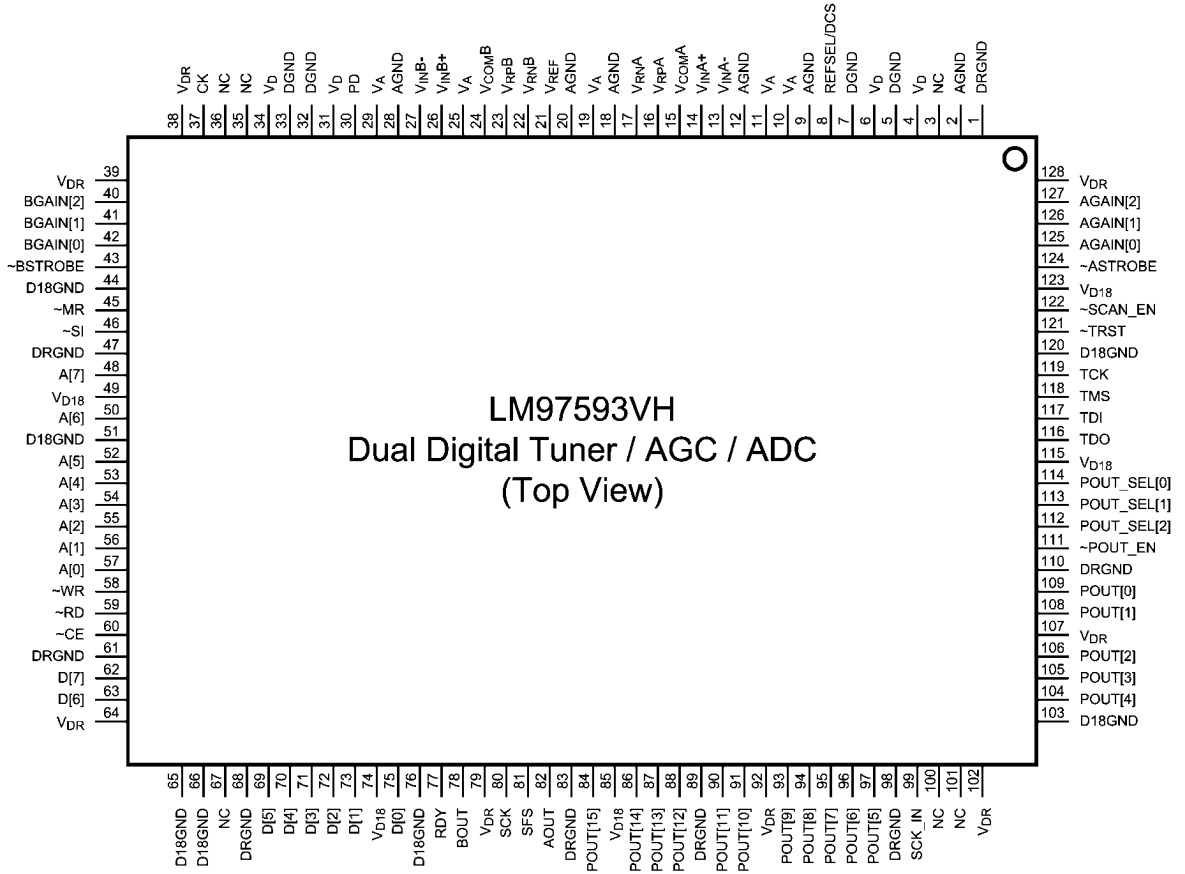 VDR CK NC NC VD DGND DGND VD PD VA AGND VINB- VINB+ VA VCOMB VRPB VRNB VREF AGND VA AGND VRNA VRPA VCOMA VINA+ VINA- AGND VA VA AGND REFSEL/DCS DGND VD DGND VD NC AGND DRGND
38 37 36 35 34 33 32 31 30 29 28 27 26 25 24 23 22 21 20 19 18 17 16 15 14 13 12 11 10 9 8 7 6 5 4 3 2 1
VDR 39
BGAIN[2] 40
BGAIN[1] 41
BGAIN[0] 42
~BSTROBE 43
D18GND 44
~MR 45
~SI 46
DRGND 47
A[7] 48
VD18 49
A[6] 50
D18GND 51
A[5] 52
A[4] 53
A[3] 54
A[2] 55
A[1] 56
A[0] 57
~WR 58
~RD 59
~CE 60
DRGND 61
D[7] 62
D[6] 63
VDR 64
LM97593VH
Dual Digital Tuner / AGC / ADC
(Top View)
128 VDR
127 AGAIN[2]
126 AGAIN[1]
125 AGAIN[0]
124 ~ASTROBE
123 VD18
122 ~SCAN_EN
121 ~TRST
120 D18GND
119 TCK
118 TMS
117 TDI
116 TDO
115 VD18
114 POUT_SEL[0]
113 POUT_SEL[1]
112 POUT_SEL[2]
111 ~POUT_EN
110 DRGND
109 POUT[0]
108 POUT[1]
107 VDR
106 POUT[2]
105 POUT[3]
104 POUT[4]
103 D18GND
65 66 67 68 69 70 71 72 73 74 75 76 77 78 79 80 81 82 83 84 85 86 87 88 89 90 91 92 93 94 95 96 97 98 99 100 101 102
D18GND D18GND NC DRGND D[5] D[4] D[3] D[2] D[1] VD18 D[0] D18GND RDY BOUT VDR SCK SFS AOUT DRGND POUT[15] VD18 POUT[14] POUT[13] POUT[12] DRGND POUT[11] POUT[10] VDR POUT[9] POUT[8] POUT[7] POUT[6] POUT[5] DRGND SCK_IN NC NC VDR